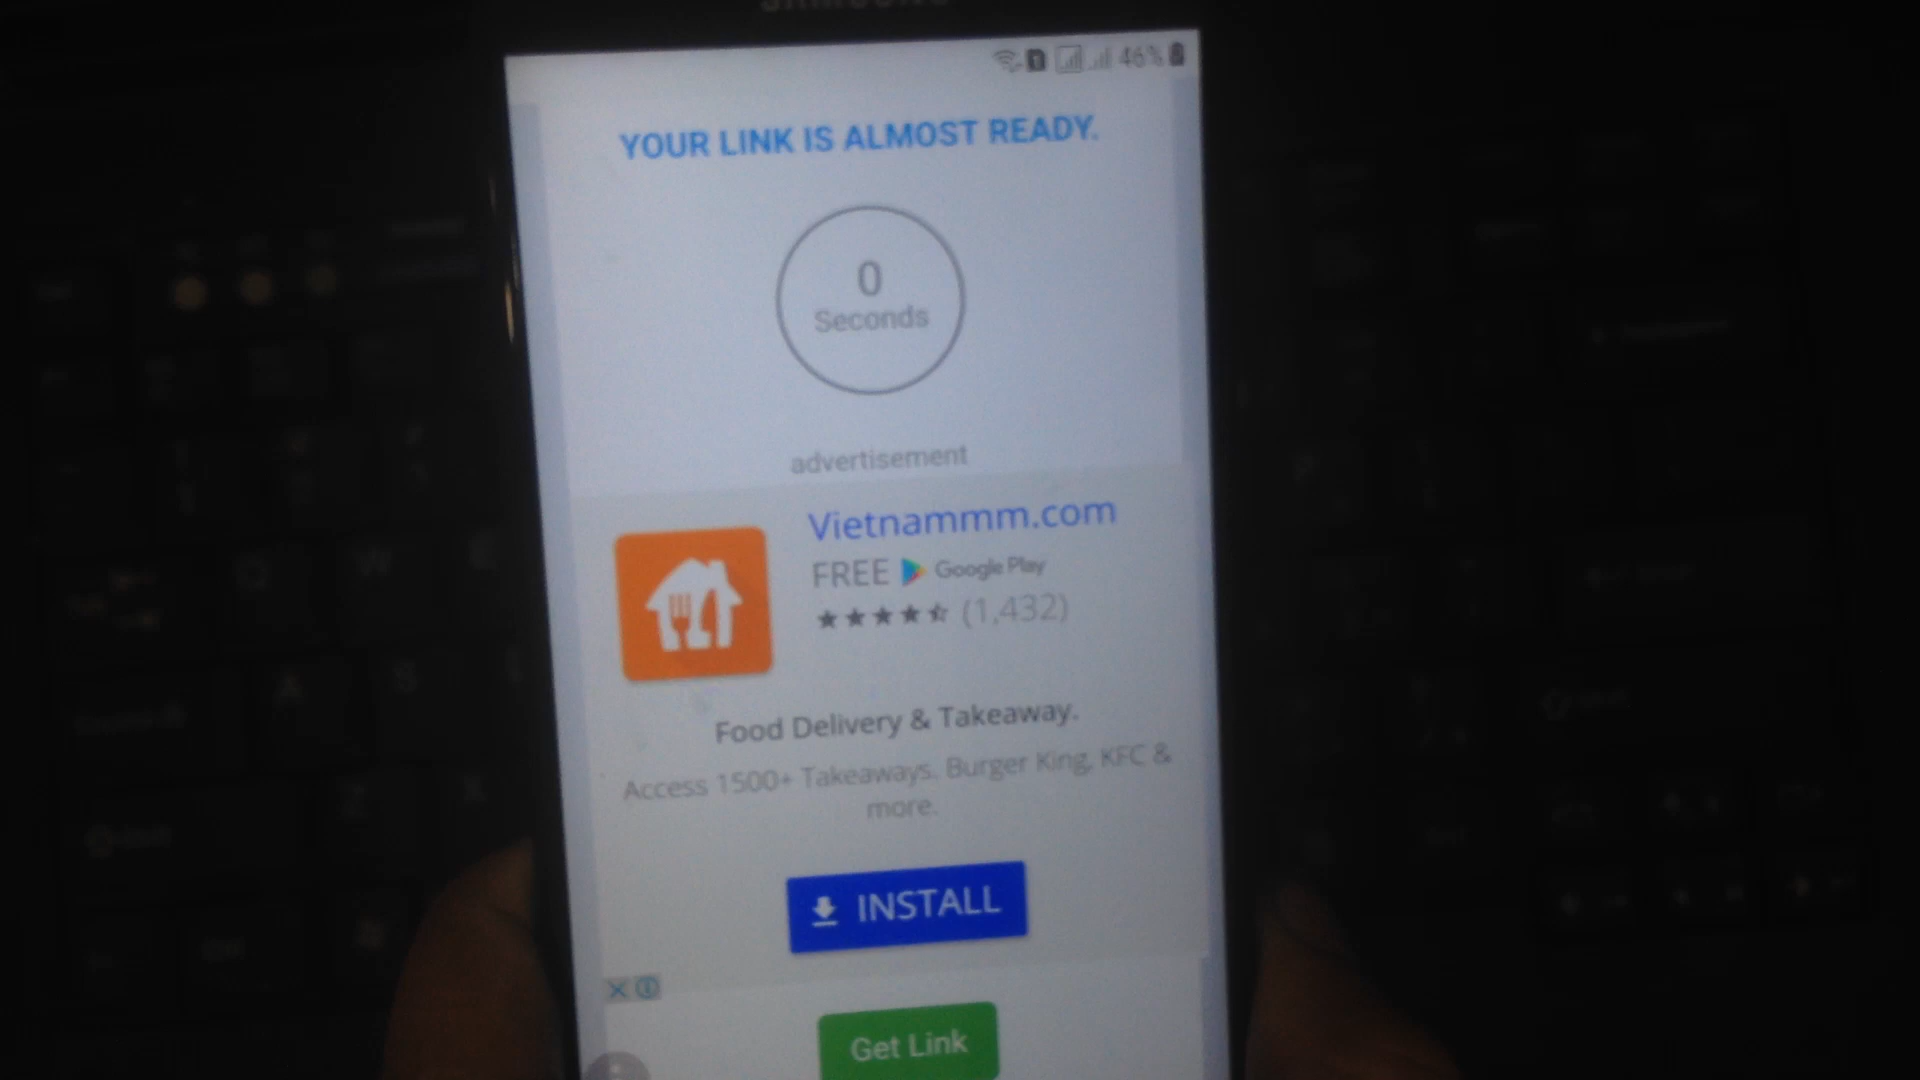 SAMSUNG
46%
YOUR LINK IS ALMOST READY.
0
Seconds
advertisement
Vietnammm.com
FREE Google Play
(1,432)
Food Delivery & Takeaway.
Access 1500+ Takeaways, Burger King, KFC &
more.
INSTALL
Get Link
A
S
Z
X
W
Q